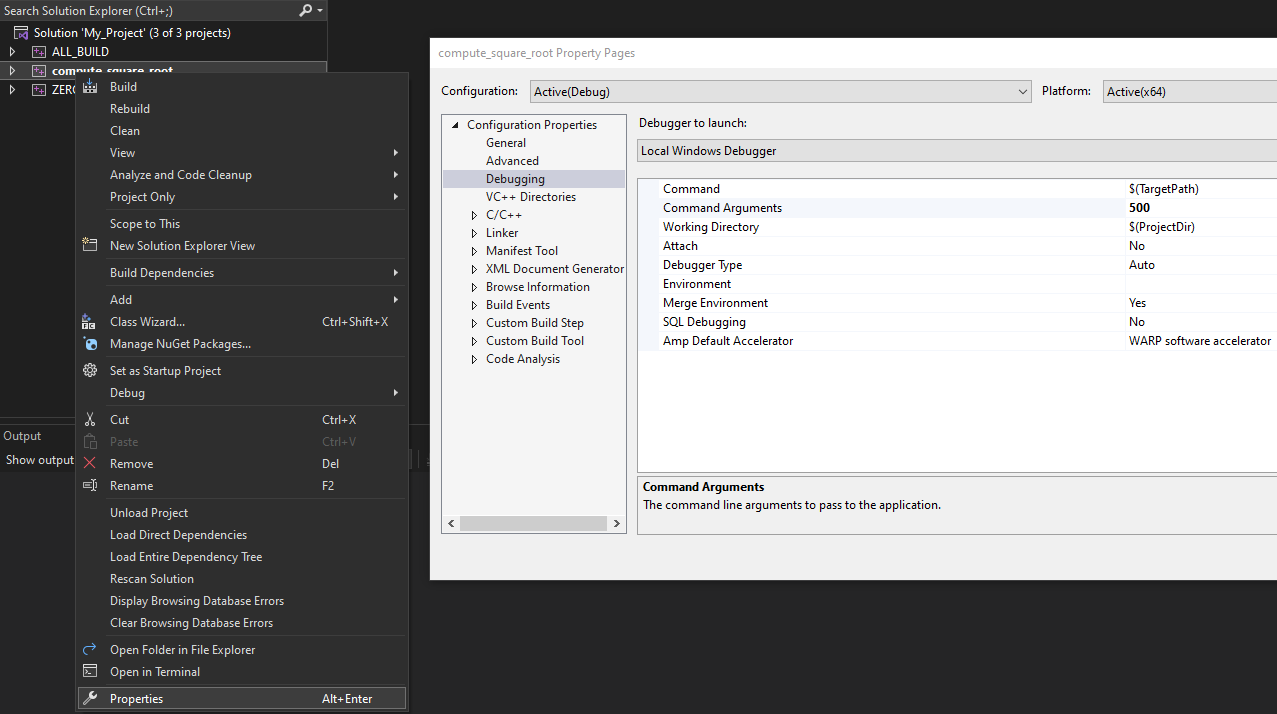 Search Solution Explorer (Ctrl+;)
Solution 'My_Project' (3 of 3 projects)
ALL_BUILD
compute_square_root
ZERO
Build
Rebuild
Clean
View
Analyze and Code Cleanup
Project Only
Scope to This
New Solution Explorer View
Build Dependencies
Add
Class Wizard... Ctrl+Shift+X
Manage NuGet Packages...
Set as Startup Project
Debug
Cut Ctrl+X
Paste Ctrl+V
Remove Del
Rename F2
Unload Project
Load Direct Dependencies
Load Entire Dependency Tree
Rescan Solution
Display Browsing Database Errors
Clear Browsing Database Errors
Open Folder in File Explorer
Open in Terminal
Properties Alt+Enter
Output
Show output
compute_square_root Property Pages
Configuration: Active(Debug) Platform: Active(x64)
Configuration Properties
General
Advanced
Debugging
VC++ Directories
C/C++
Linker
Manifest Tool
XML Document Generator
Browse Information
Build Events
Custom Build Step
Custom Build Tool
Code Analysis
Debugger to launch:
Local Windows Debugger
Command $(TargetPath)
Command Arguments 500
Working Directory $(ProjectDir)
Attach No
Debugger Type Auto
Environment
Merge Environment Yes
SQL Debugging No
Amp Default Accelerator WARP software accelerator
Command Arguments
The command line arguments to pass to the application.